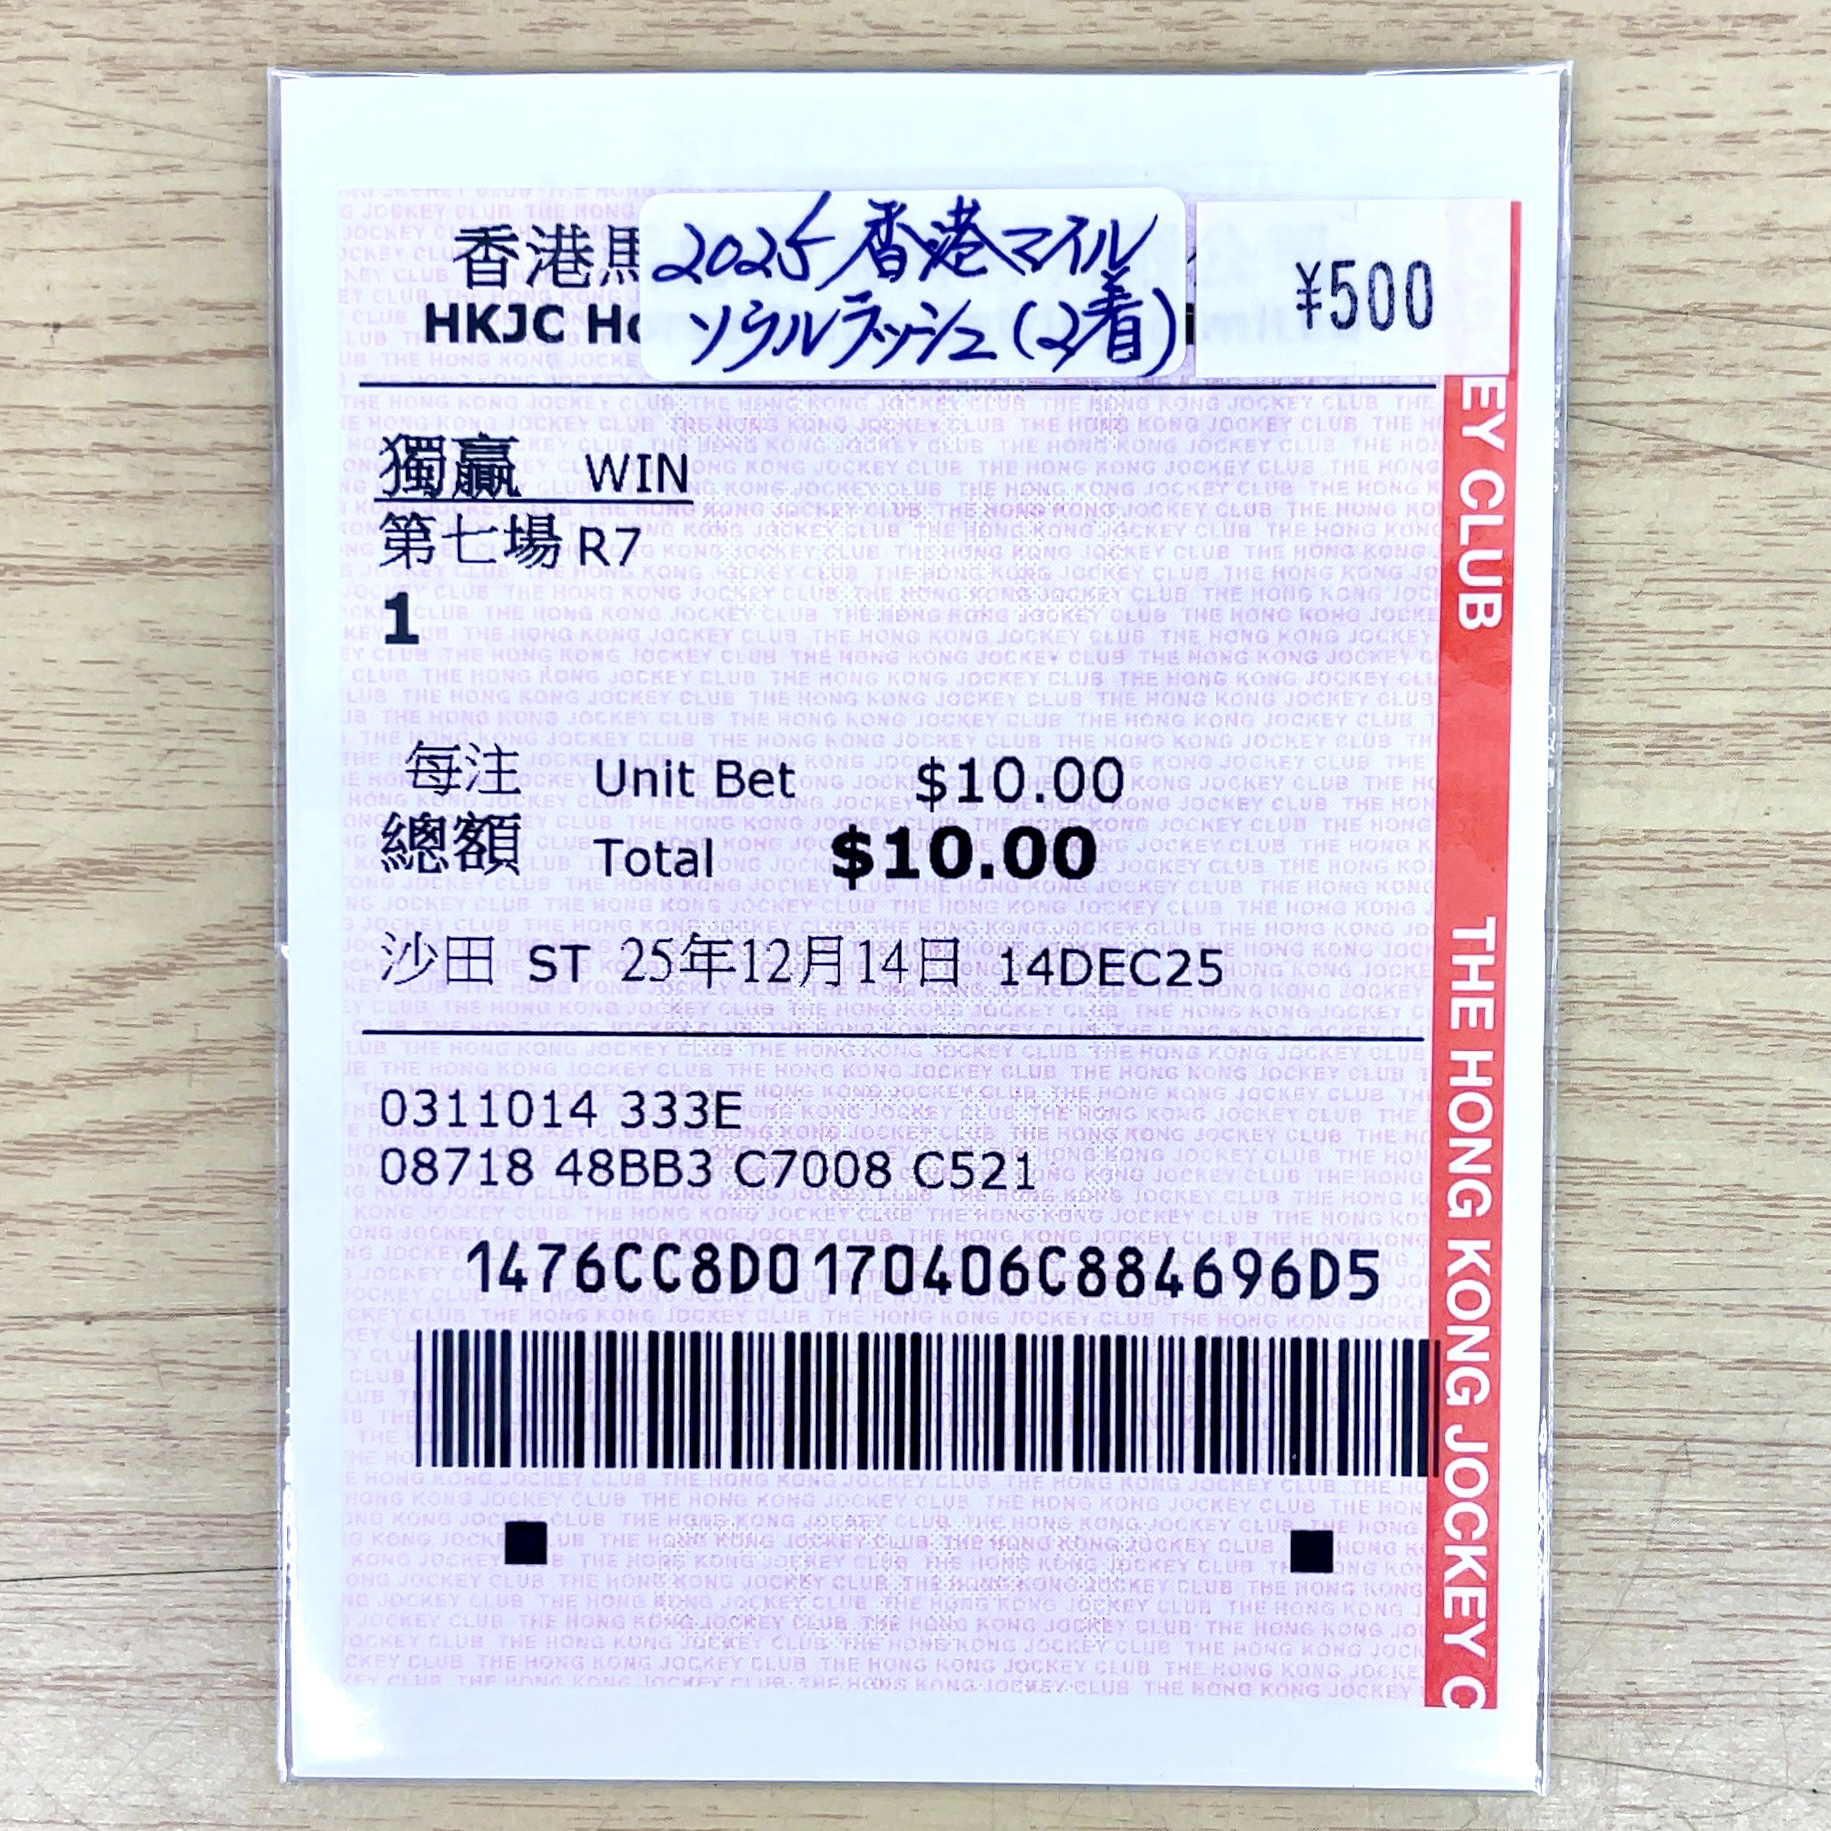 2025 香港マイル
ソウルラッシュ(2着)
¥500
香港馬
HKJC Ho
獨贏 WIN
第七場 R7
1
每注 Unit Bet $10.00
總額 Total $10.00
沙田 ST 25年12月14日 14DEC25
0311014 333E
08718 48BB3 C7008 C521
1476CC8D0170406C884696D5
EY CLUB THE HONG KONG JOCKEY C